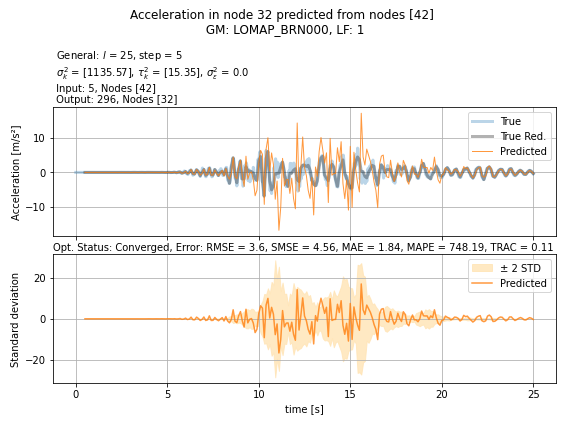 Acceleration in node 32 predicted from nodes [42]
GM: LOMAP_BRN000, LF: 1
General: l = 25, step = 5
σ²_k = [1135.57], τ²_k = [15.35], σ²_ε = 0.0
Input: 5, Nodes [42]
Output: 296, Nodes [32]
True
True Red.
Predicted
Acceleration [m/s²]
10
0
−10
Opt. Status: Converged, Error: RMSE = 3.6, SMSE = 4.56, MAE = 1.84, MAPE = 748.19, TRAC = 0.11
± 2 STD
Predicted
Standard deviation
20
0
−20
0 5 10 15 20 25
time [s]